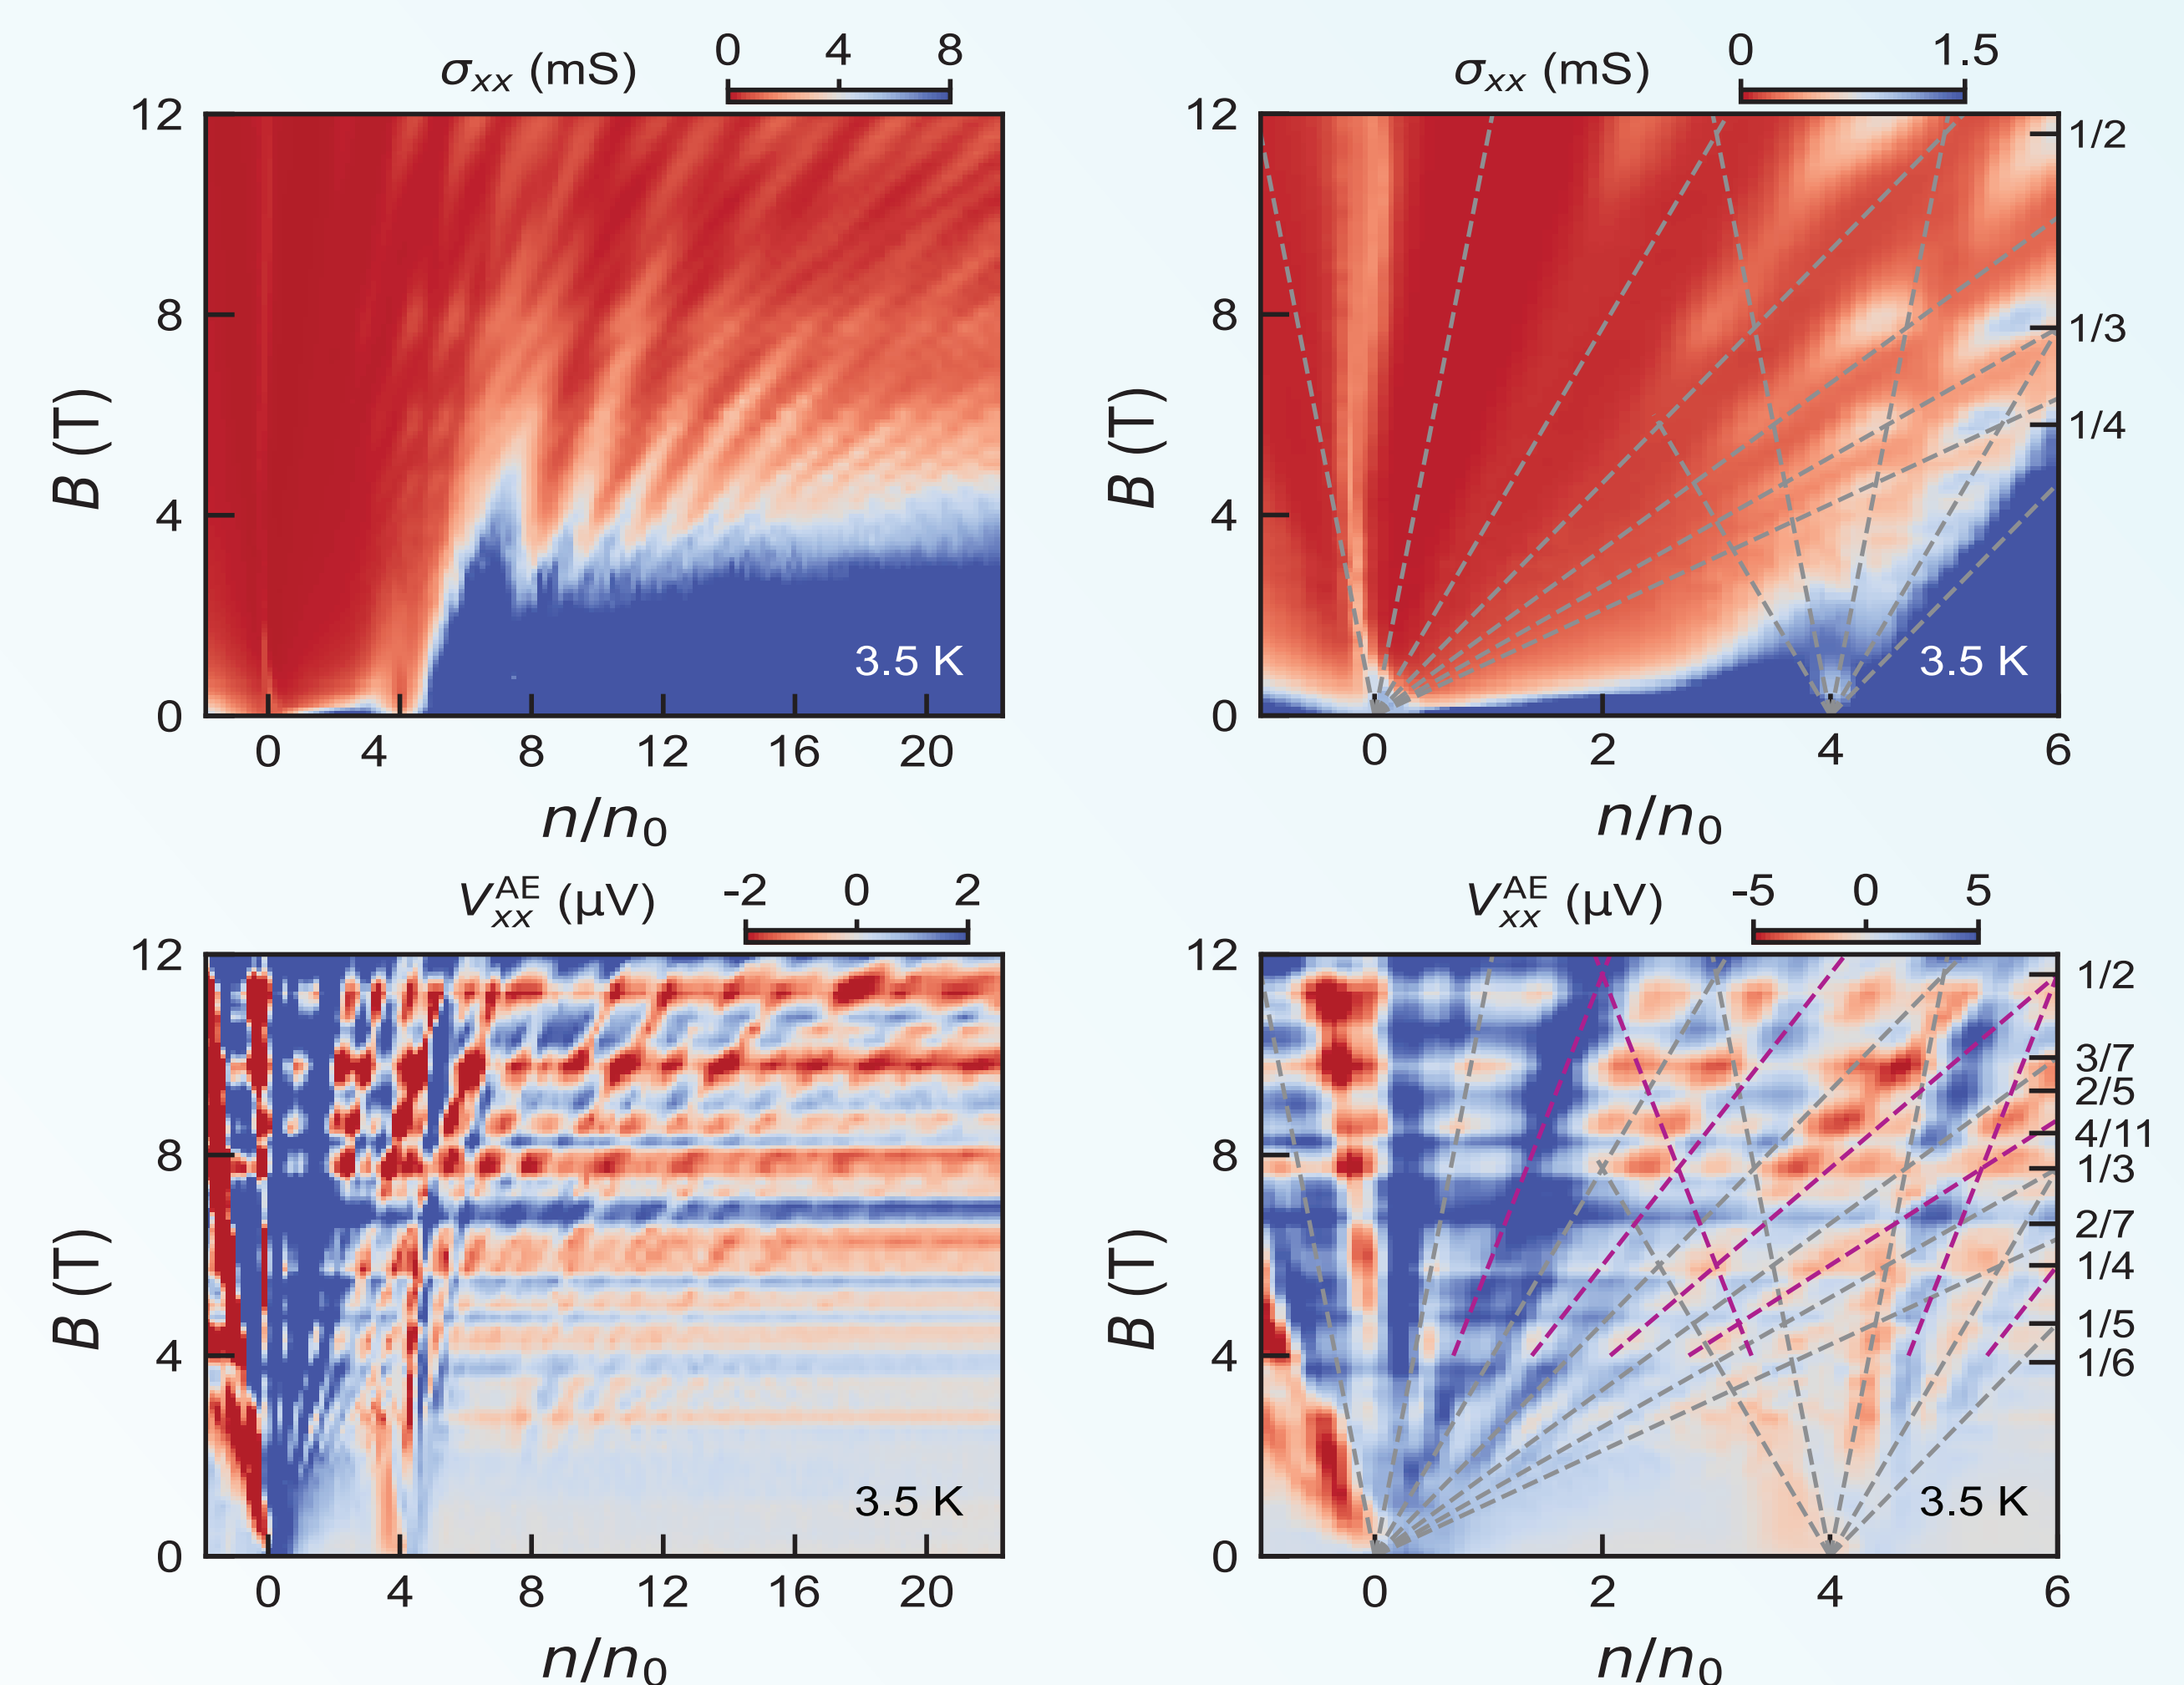 σxx (mS)
0 4 8
12
8
4
0
B (T)
3.5 K
0 4 8 12 16 20
n/n0
σxx (mS)
0 1.5
12
8
4
0
B (T)
1/2
1/3
1/4
3.5 K
0 2 4 6
n/n0
VxxAE (μV)
-2 0 2
12
8
4
0
B (T)
3.5 K
0 4 8 12 16 20
n/n0
VxxAE (μV)
-5 0 5
12
8
4
0
B (T)
1/2
3/7
2/5
4/11
1/3
2/7
1/4
1/5
1/6
3.5 K
0 2 4 6
n/n0